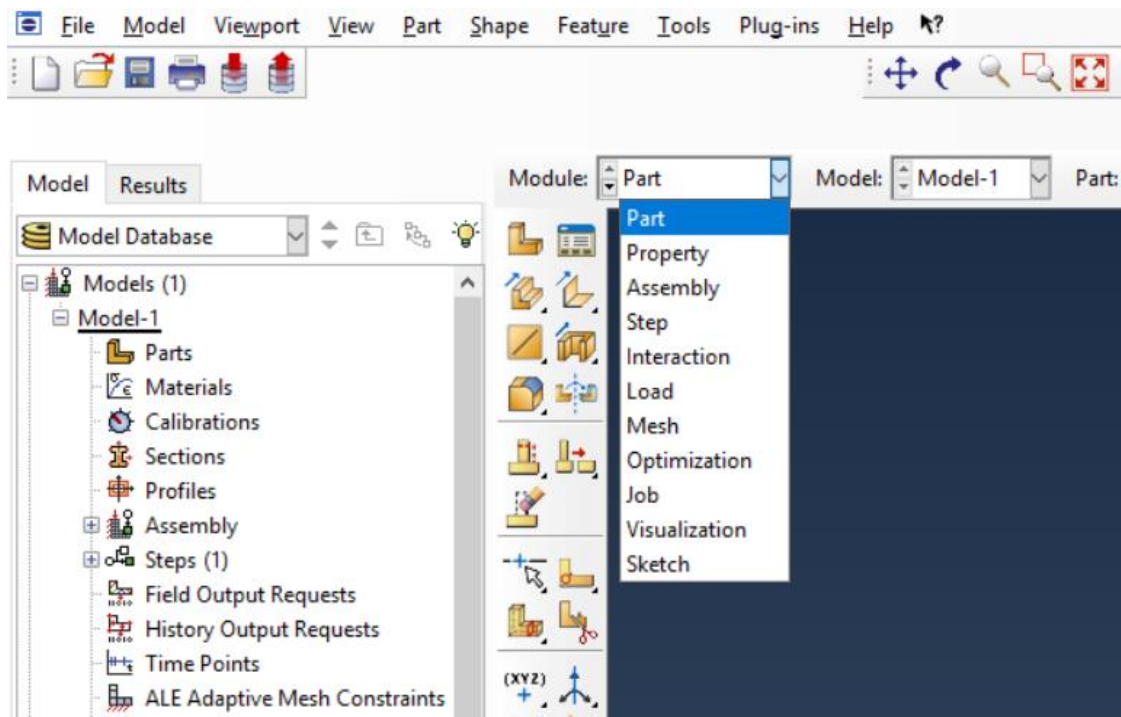 File Model Viewport View Part Shape Feature Tools Plug-ins Help ?
Model Results
Module: Part Model: Model-1 Part:
Model Database
Models (1)
Model-1
Parts
Materials
Calibrations
Sections
Profiles
Assembly
Steps (1)
Field Output Requests
History Output Requests
Time Points
ALE Adaptive Mesh Constraints
Part
Property
Assembly
Step
Interaction
Load
Mesh
Optimization
Job
Visualization
Sketch
(XYZ)